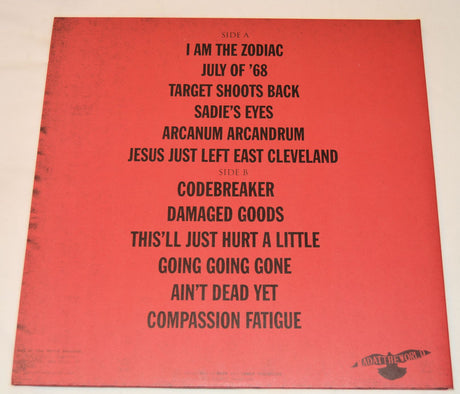 SIDE A
I AM THE ZODIAC
JULY OF '68
TARGET SHOOTS BACK
SADIE'S EYES
ARCANUM ARCANDRUM
JESUS JUST LEFT EAST CLEVELAND
SIDE B
CODEBREAKER
DAMAGED GOODS
THIS'LL JUST HURT A LITTLE
GOING GOING GONE
AIN'T DEAD YET
COMPASSION FATIGUE